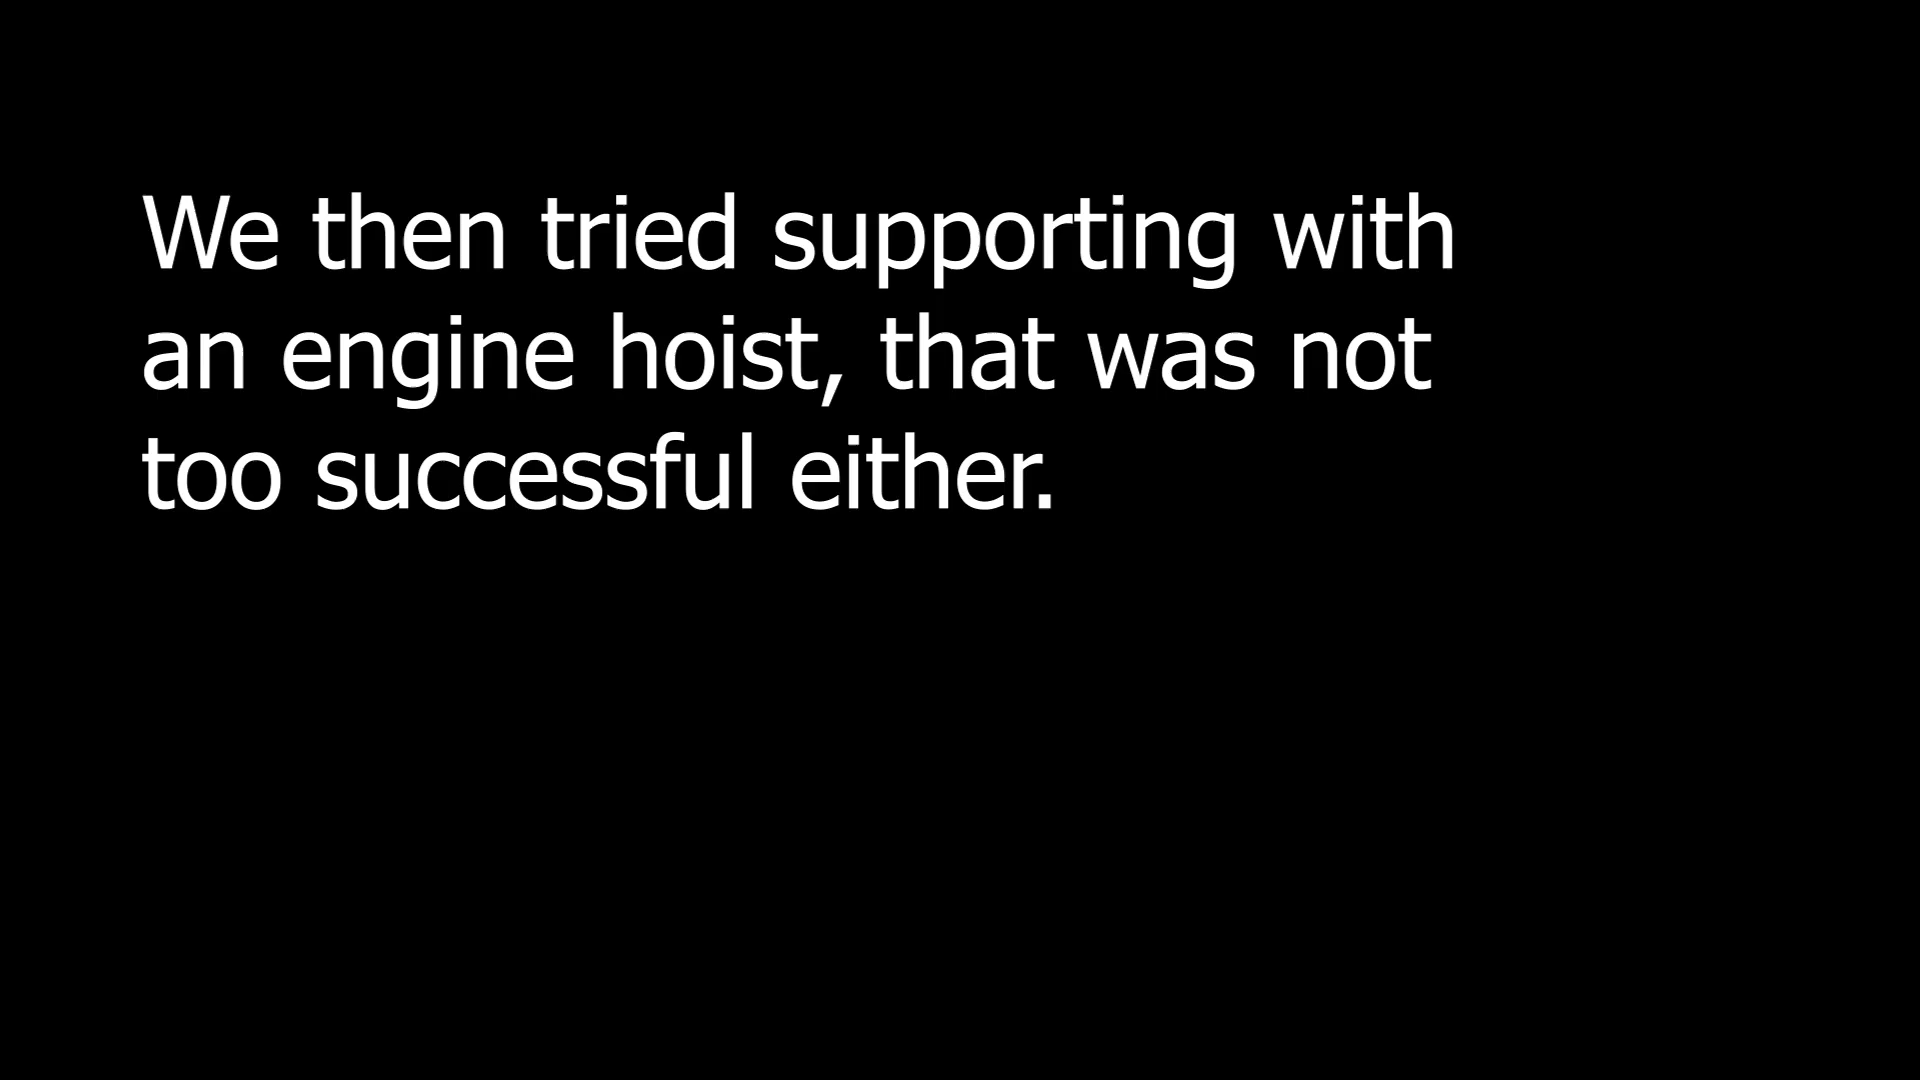 We then tried supporting with
an engine hoist, that was not
too successful either.